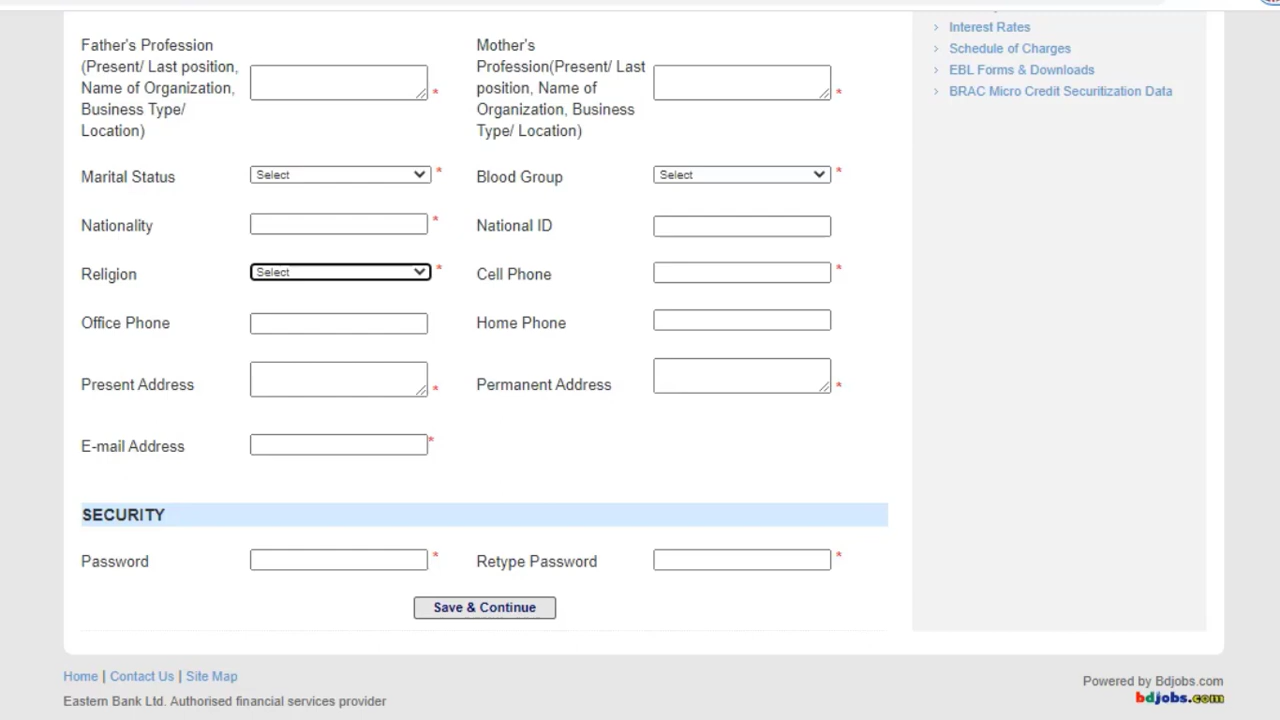 Interest Rates
Schedule of Charges
EBL Forms & Downloads
BRAC Micro Credit Securitization Data
Father's Profession
(Present/ Last position,
Name of Organization,
Business Type/
Location)
*
Mother's
Profession(Present/ Last
position, Name of
Organization, Business
Type/ Location)
*
Marital Status
Select
*
Blood Group
Select
*
Nationality
*
National ID
Religion
Select
*
Cell Phone
*
Office Phone
Home Phone
Present Address
*
Permanent Address
*
E-mail Address
*
SECURITY
Password
*
Retype Password
*
Save & Continue
Home | Contact Us | Site Map
Eastern Bank Ltd. Authorised financial services provider
Powered by Bdjobs.com
bdjobs.com